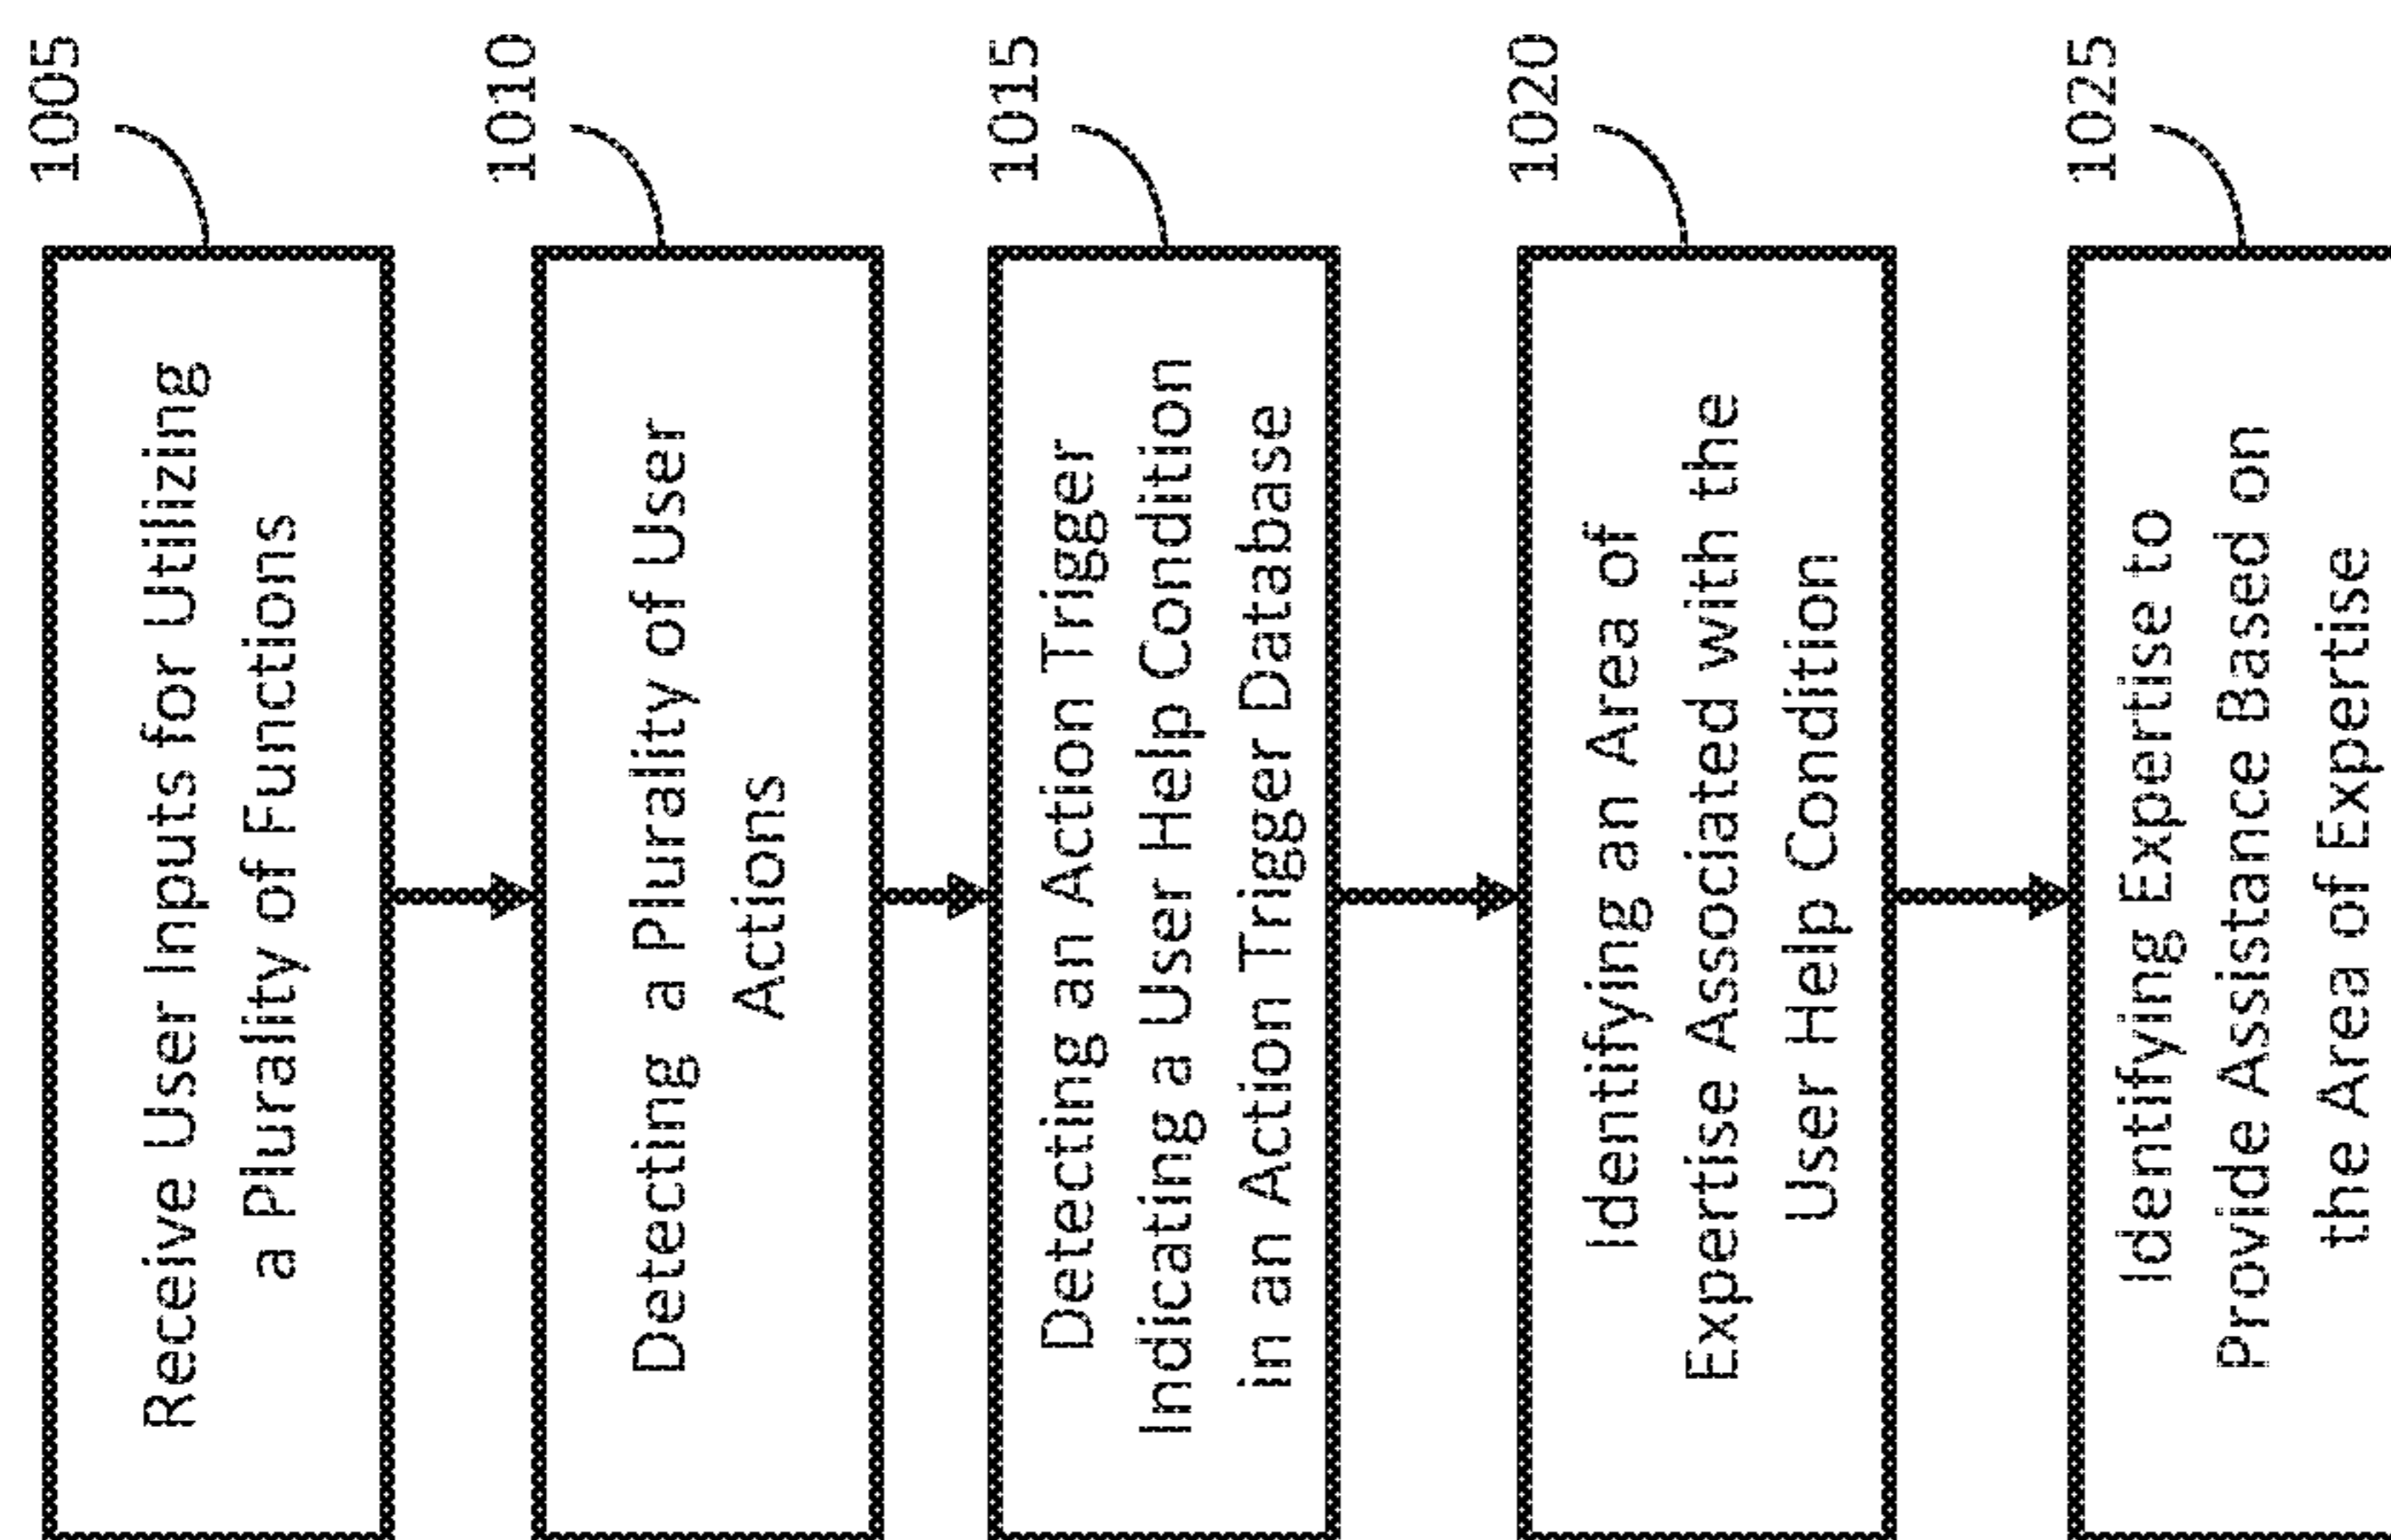 1005
Receive User Inputs for Utilizing
a Plurality of Functions
1010
Detecting a Plurality of User
Actions
1015
Detecting an Action Trigger
Indicating a User Help Condition
in an Action Trigger Database
1020
Identifying an Area of
Expertise Associated with the
User Help Condition
1025
Identifying Expertise to
Provide Assistance Based on
the Area of Expertise